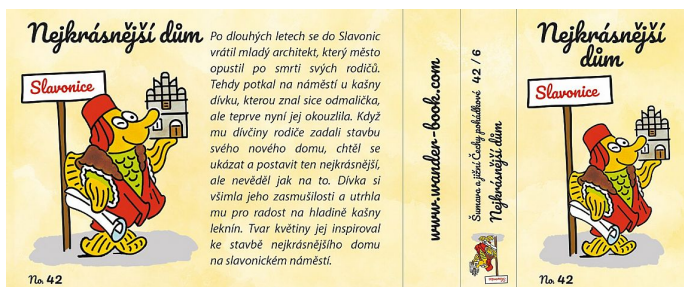 Nejkrásnější dům
Slavonice
No. 42
Po dlouhých letech se do Slavonic
vrátil mladý architekt, který město
opustil po smrti svých rodičů.
Tehdy potkal na náměstí u kašny
dívku, kterou znal sice odmalička,
ale teprve nyní jej okouzlila. Když
mu dívčiny rodiče zadali stavbu
svého nového domu, chtěl se
ukázat a postavit ten nejkrásnější,
ale nevěděl jak na to. Dívka si
všimla jeho zasmušilosti a utrhla
mu pro radost na hladině kašny
leknín. Tvar květiny jej inspiroval
ke stavbě nejkrásnějšího domu
na slavonickém náměstí.
www.wander-book.com
Šumava a jižní Čechy pohádkové 42 / 6
Nejkrásnější dům
Slavonice
Nejkrásnější
dům
Slavonice
No. 42